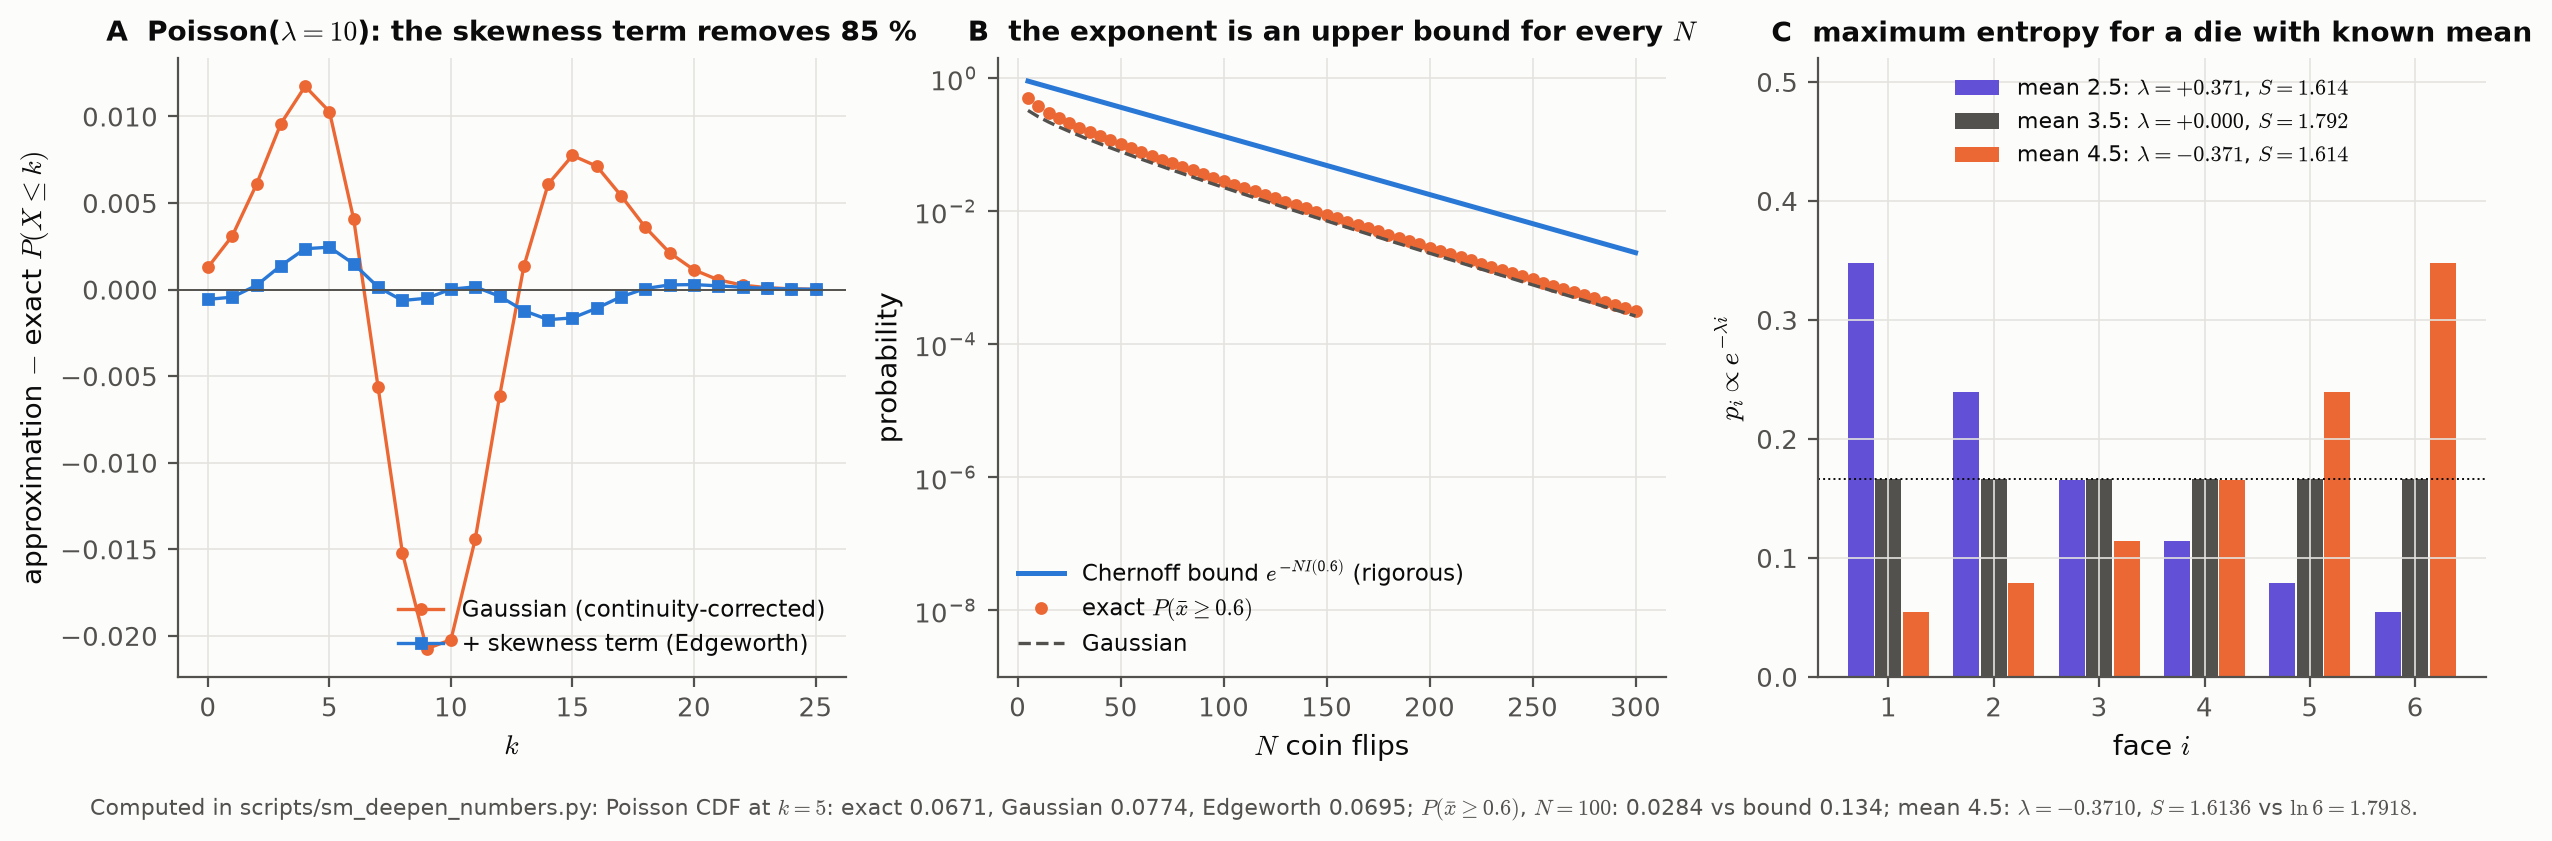 A Poisson(λ = 10): the skewness term removes 85 %
approximation − exact P(X ≤ k)
0.010
0.005
0.000
−0.005
−0.010
−0.015
−0.020
Gaussian (continuity-corrected)
+ skewness term (Edgeworth)
0 5 10 15 20 25
k
B the exponent is an upper bound for every N
probability
10⁰
10⁻²
10⁻⁴
10⁻⁶
10⁻⁸
Chernoff bound e^{−NI(0.6)} (rigorous)
exact P(x̄ ≥ 0.6)
Gaussian
0 50 100 150 200 250 300
N coin flips
C maximum entropy for a die with known mean
p_i ∝ e^{−λi}
0.5
0.4
0.3
0.2
0.1
0.0
mean 2.5: λ = +0.371, S = 1.614
mean 3.5: λ = +0.000, S = 1.792
mean 4.5: λ = −0.371, S = 1.614
1 2 3 4 5 6
face i
Computed in scripts/sm_deepen_numbers.py: Poisson CDF at k = 5: exact 0.0671, Gaussian 0.0774, Edgeworth 0.0695; P(x̄ ≥ 0.6), N = 100: 0.0284 vs bound 0.134; mean 4.5: λ = −0.3710, S = 1.6136 vs ln 6 = 1.7918.